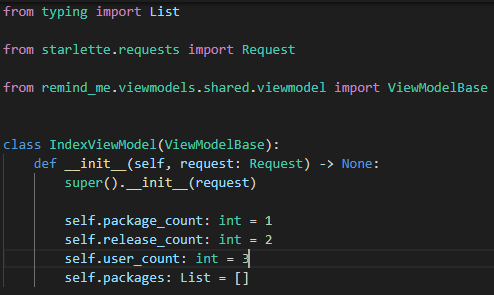 from typing import List
from starlette.requests import Request
from remind_me.viewmodels.shared.viewmodel import ViewModelBase
class IndexViewModel(ViewModelBase):
    def __init__(self, request: Request) -> None:
        super().__init__(request)
        self.package_count: int = 1
        self.release_count: int = 2
        self.user_count: int = 3
        self.packages: List = []